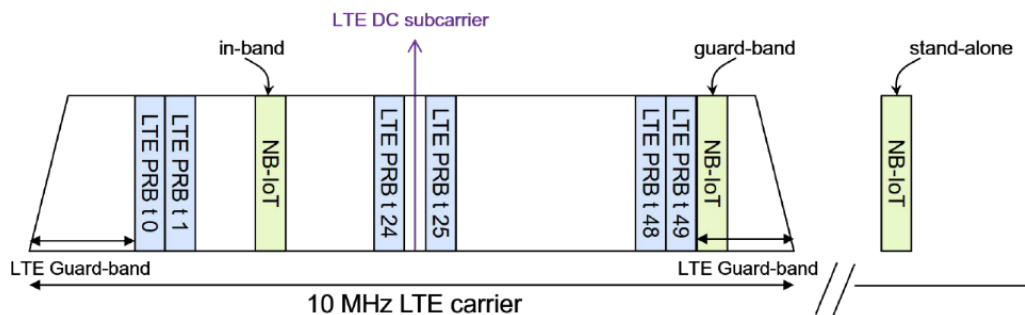 LTE DC subcarrier
in-band
guard-band
stand-alone
LTE PRB t 0
LTE PRB t 1
NB-IoT
LTE PRB t 24
LTE PRB t 25
LTE PRB t 48
LTE PRB t 49
NB-IoT
NB-IoT
LTE Guard-band
LTE Guard-band
10 MHz LTE carrier